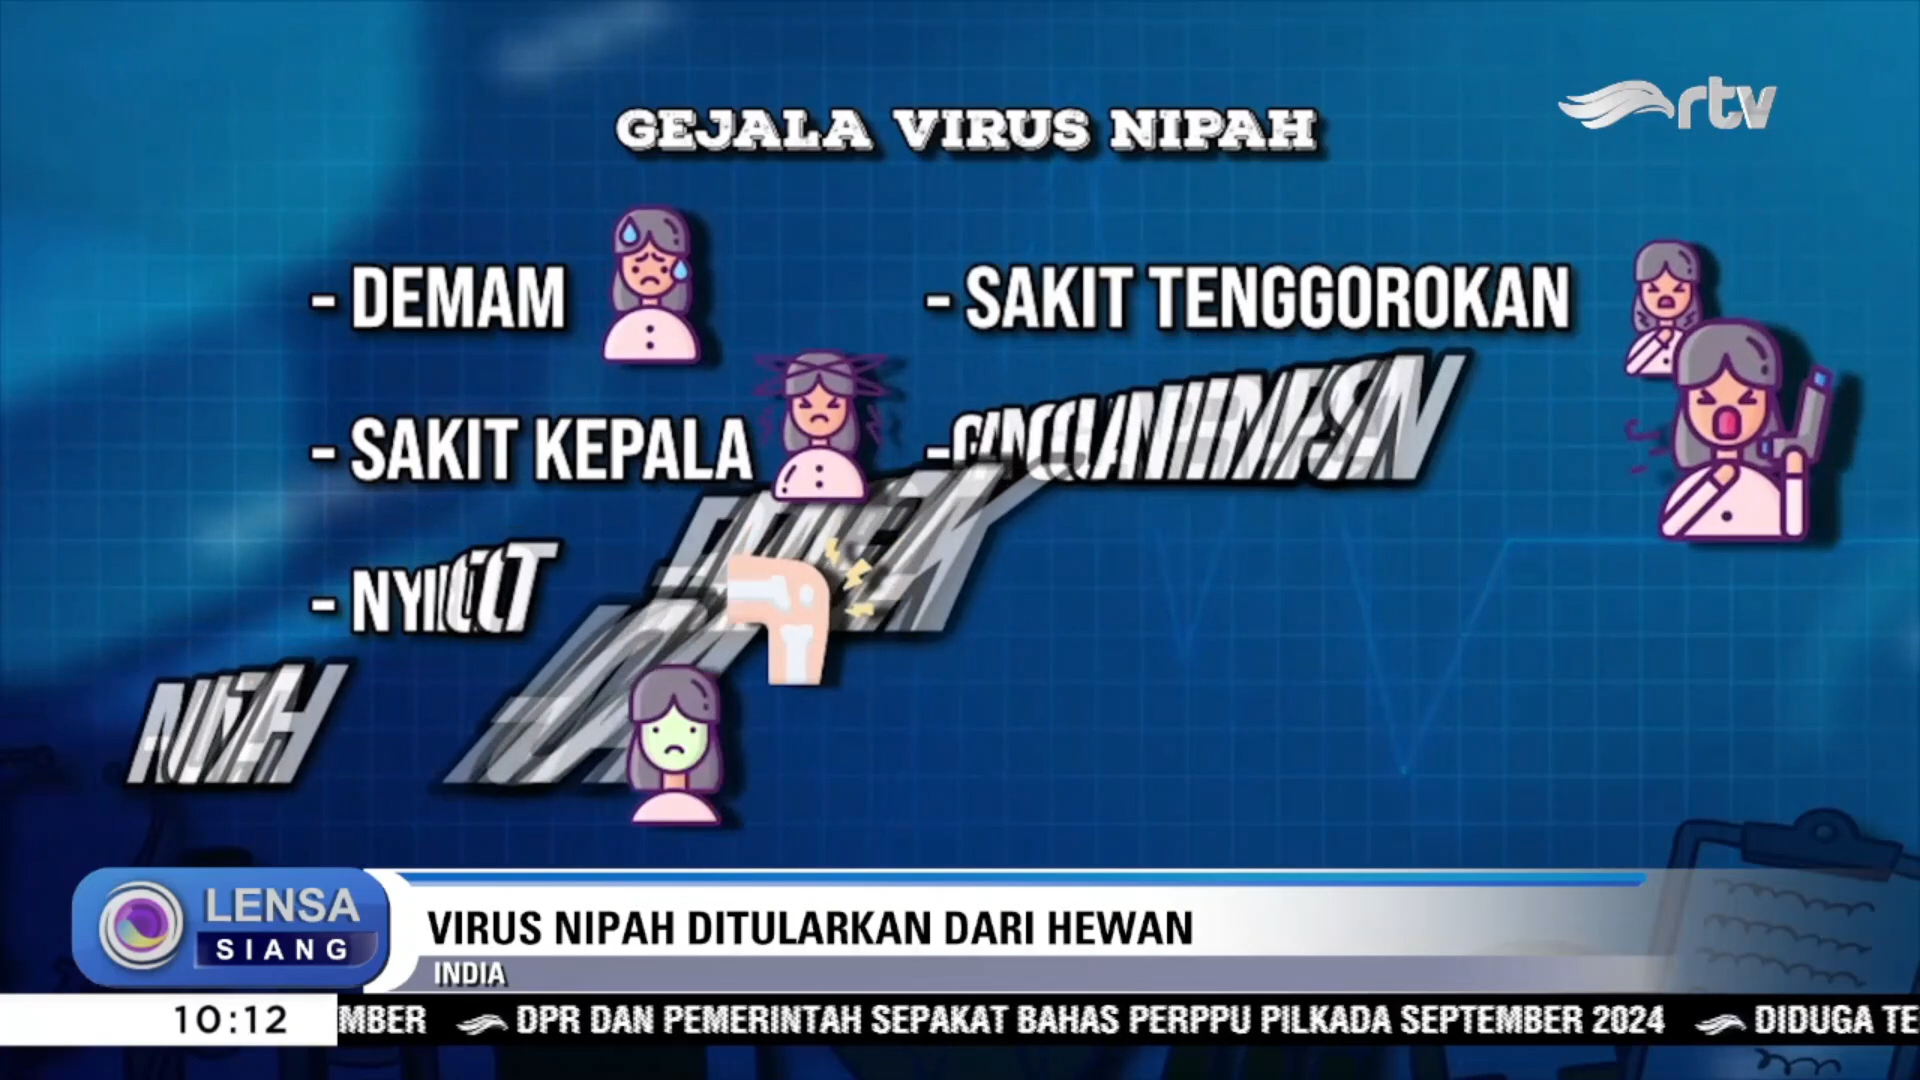 GEJALA VIRUS NIPAH
rtv
- DEMAM
- SAKIT TENGGOROKAN
- SAKIT KEPALA
-
-
LENSA
SIANG
VIRUS NIPAH DITULARKAN DARI HEWAN
INDIA
10:12
MBER DPR DAN PEMERINTAH SEPAKAT BAHAS PERPPU PILKADA SEPTEMBER 2024 DIDUGA TE